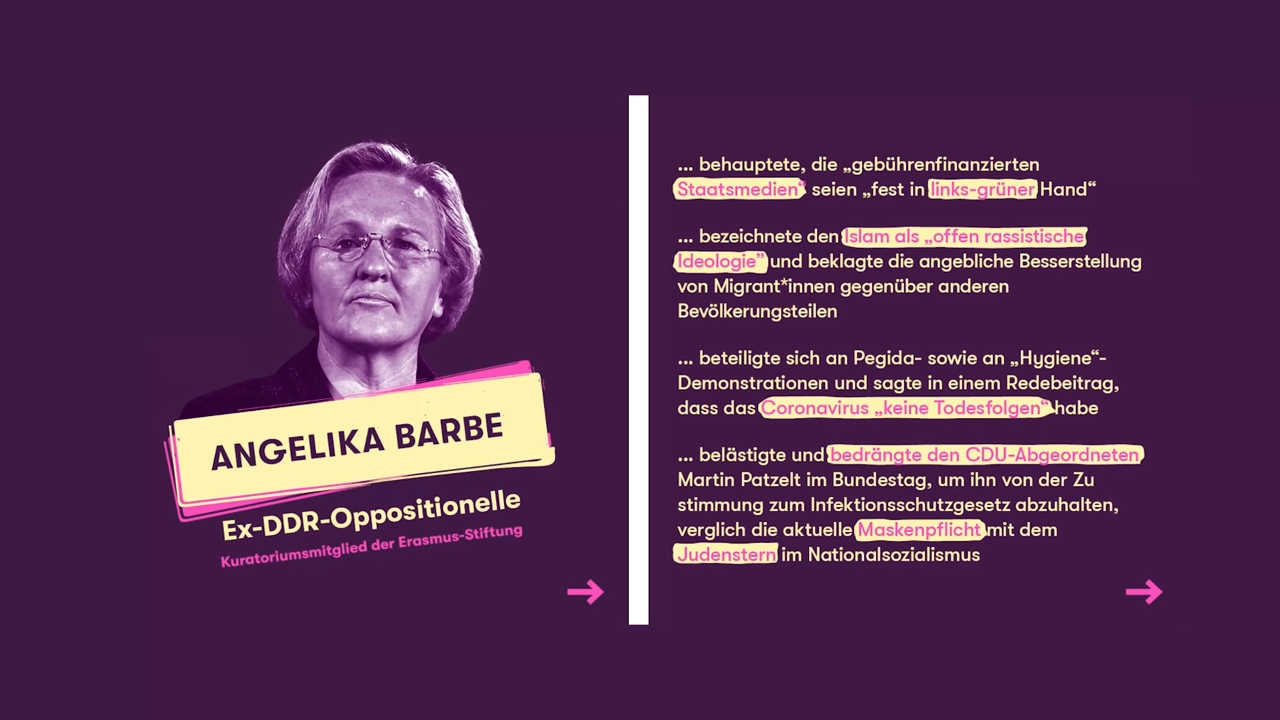 ANGELIKA BARBE
Ex-DDR-Oppositionelle
Kuratoriumsmitglied der Erasmus-Stiftung
... behauptete, die „gebührenfinanzierten
Staatsmedien“ seien „fest in links-grüner Hand“
... bezeichnete den Islam als „offen rassistische
Ideologie” und beklagte die angebliche Besserstellung
von Migrant*innen gegenüber anderen
Bevölkerungsteilen
... beteiligte sich an Pegida- sowie an „Hygiene“-
Demonstrationen und sagte in einem Redebeitrag,
dass das Coronavirus „keine Todesfolgen“ habe
... belästigte und bedrängte den CDU-Abgeordneten
Martin Patzelt im Bundestag, um ihn von der Zu
stimmung zum Infektionsschutzgesetz abzuhalten,
verglich die aktuelle Maskenpflicht mit dem
Judenstern im Nationalsozialismus